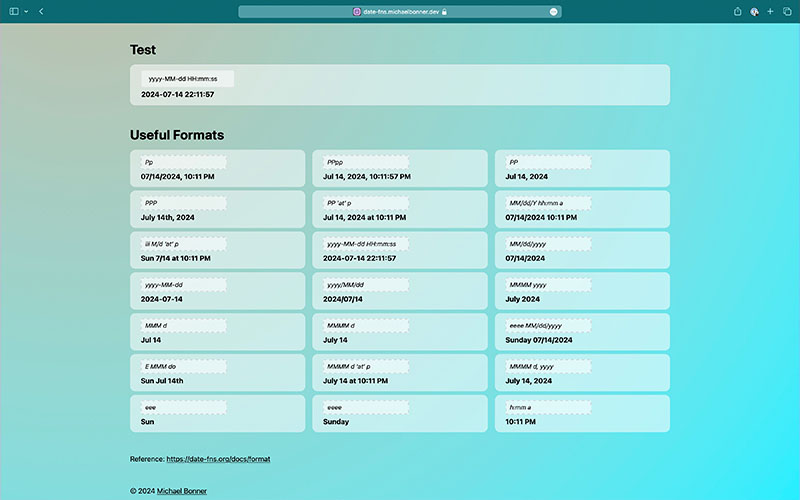 date-fns.michaelbonner.dev
Test
yyyy-MM-dd HH:mm:ss
2024-07-14 22:11:57
Useful Formats
Pp
07/14/2024, 10:11 PM
PPpp
Jul 14, 2024, 10:11:57 PM
PP
Jul 14, 2024
PPP
July 14th, 2024
PP 'at' p
Jul 14, 2024 at 10:11 PM
MM/dd/Y hh:mm a
07/14/2024 10:11 PM
iii M/d 'at' p
Sun 7/14 at 10:11 PM
yyyy-MM-dd HH:mm:ss
2024-07-14 22:11:57
MM/dd/yyyy
07/14/2024
yyyy-MM-dd
2024-07-14
yyyy/MM/dd
2024/07/14
MMMM yyyy
July 2024
MMM d
Jul 14
MMMM d
July 14
eeee MM/dd/yyyy
Sunday 07/14/2024
E MMM do
Sun Jul 14th
MMMM d 'at' p
July 14 at 10:11 PM
MMMM d, yyyy
July 14, 2024
eee
Sun
eeee
Sunday
h:mm a
10:11 PM
Reference: https://date-fns.org/docs/format
© 2024 Michael Bonner